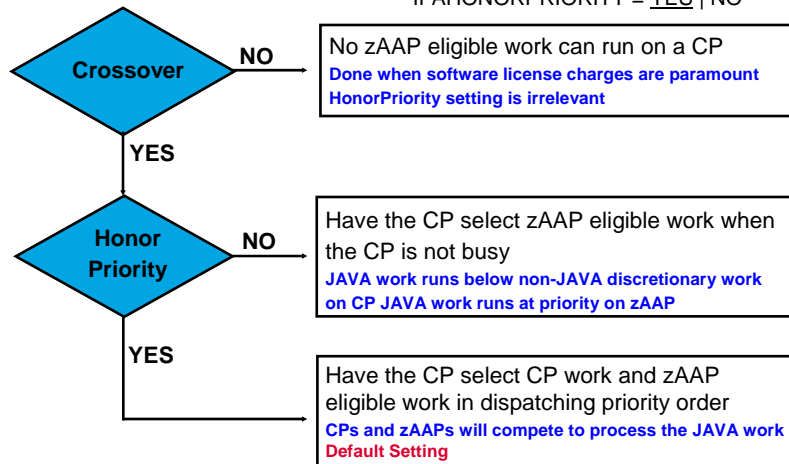 IFAHONORPRIORITY = YES | NO
Crossover
NO
No zAAP eligible work can run on a CP
Done when software license charges are paramount
HonorPriority setting is irrelevant
YES
Honor
Priority
NO
Have the CP select zAAP eligible work when
the CP is not busy
JAVA work runs below non-JAVA discretionary work
on CP JAVA work runs at priority on zAAP
YES
Have the CP select CP work and zAAP
eligible work in dispatching priority order
CPs and zAAPs will compete to process the JAVA work
Default Setting